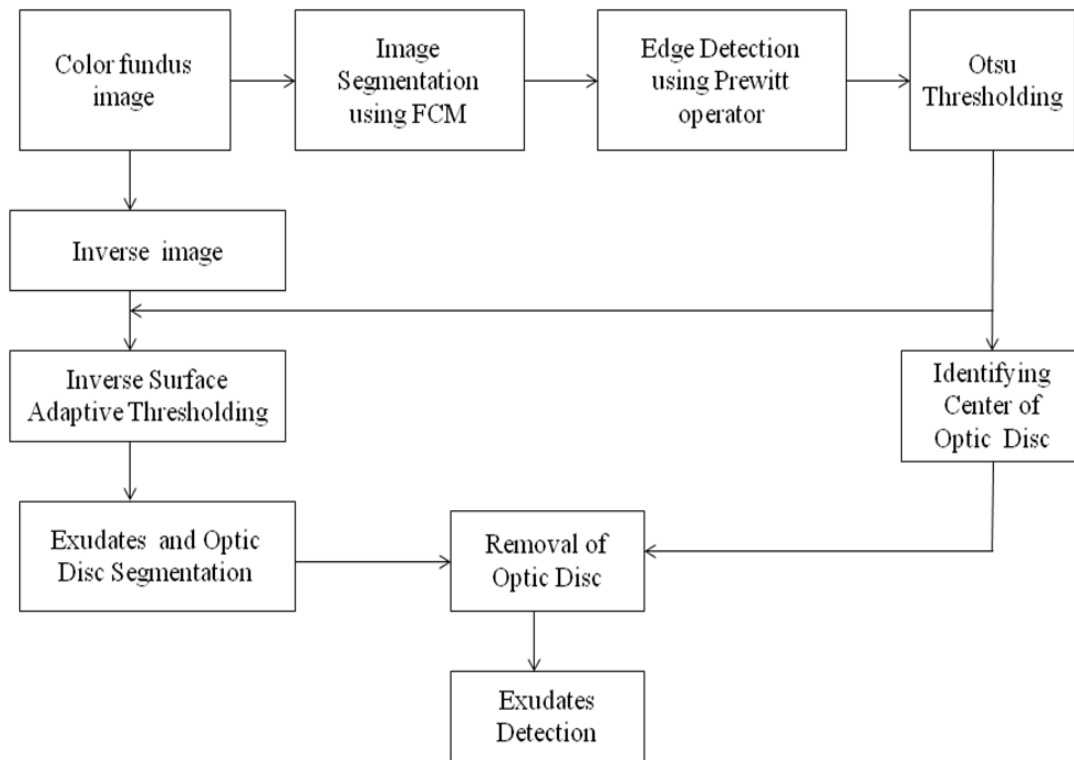 Color fundus
image
Image
Segmentation
using FCM
Edge Detection
using Prewitt
operator
Otsu
Thresholding
Inverse image
Inverse Surface
Adaptive Thresholding
Identifying
Center of
Optic Disc
Exudates and Optic
Disc Segmentation
Removal of
Optic Disc
Exudates
Detection